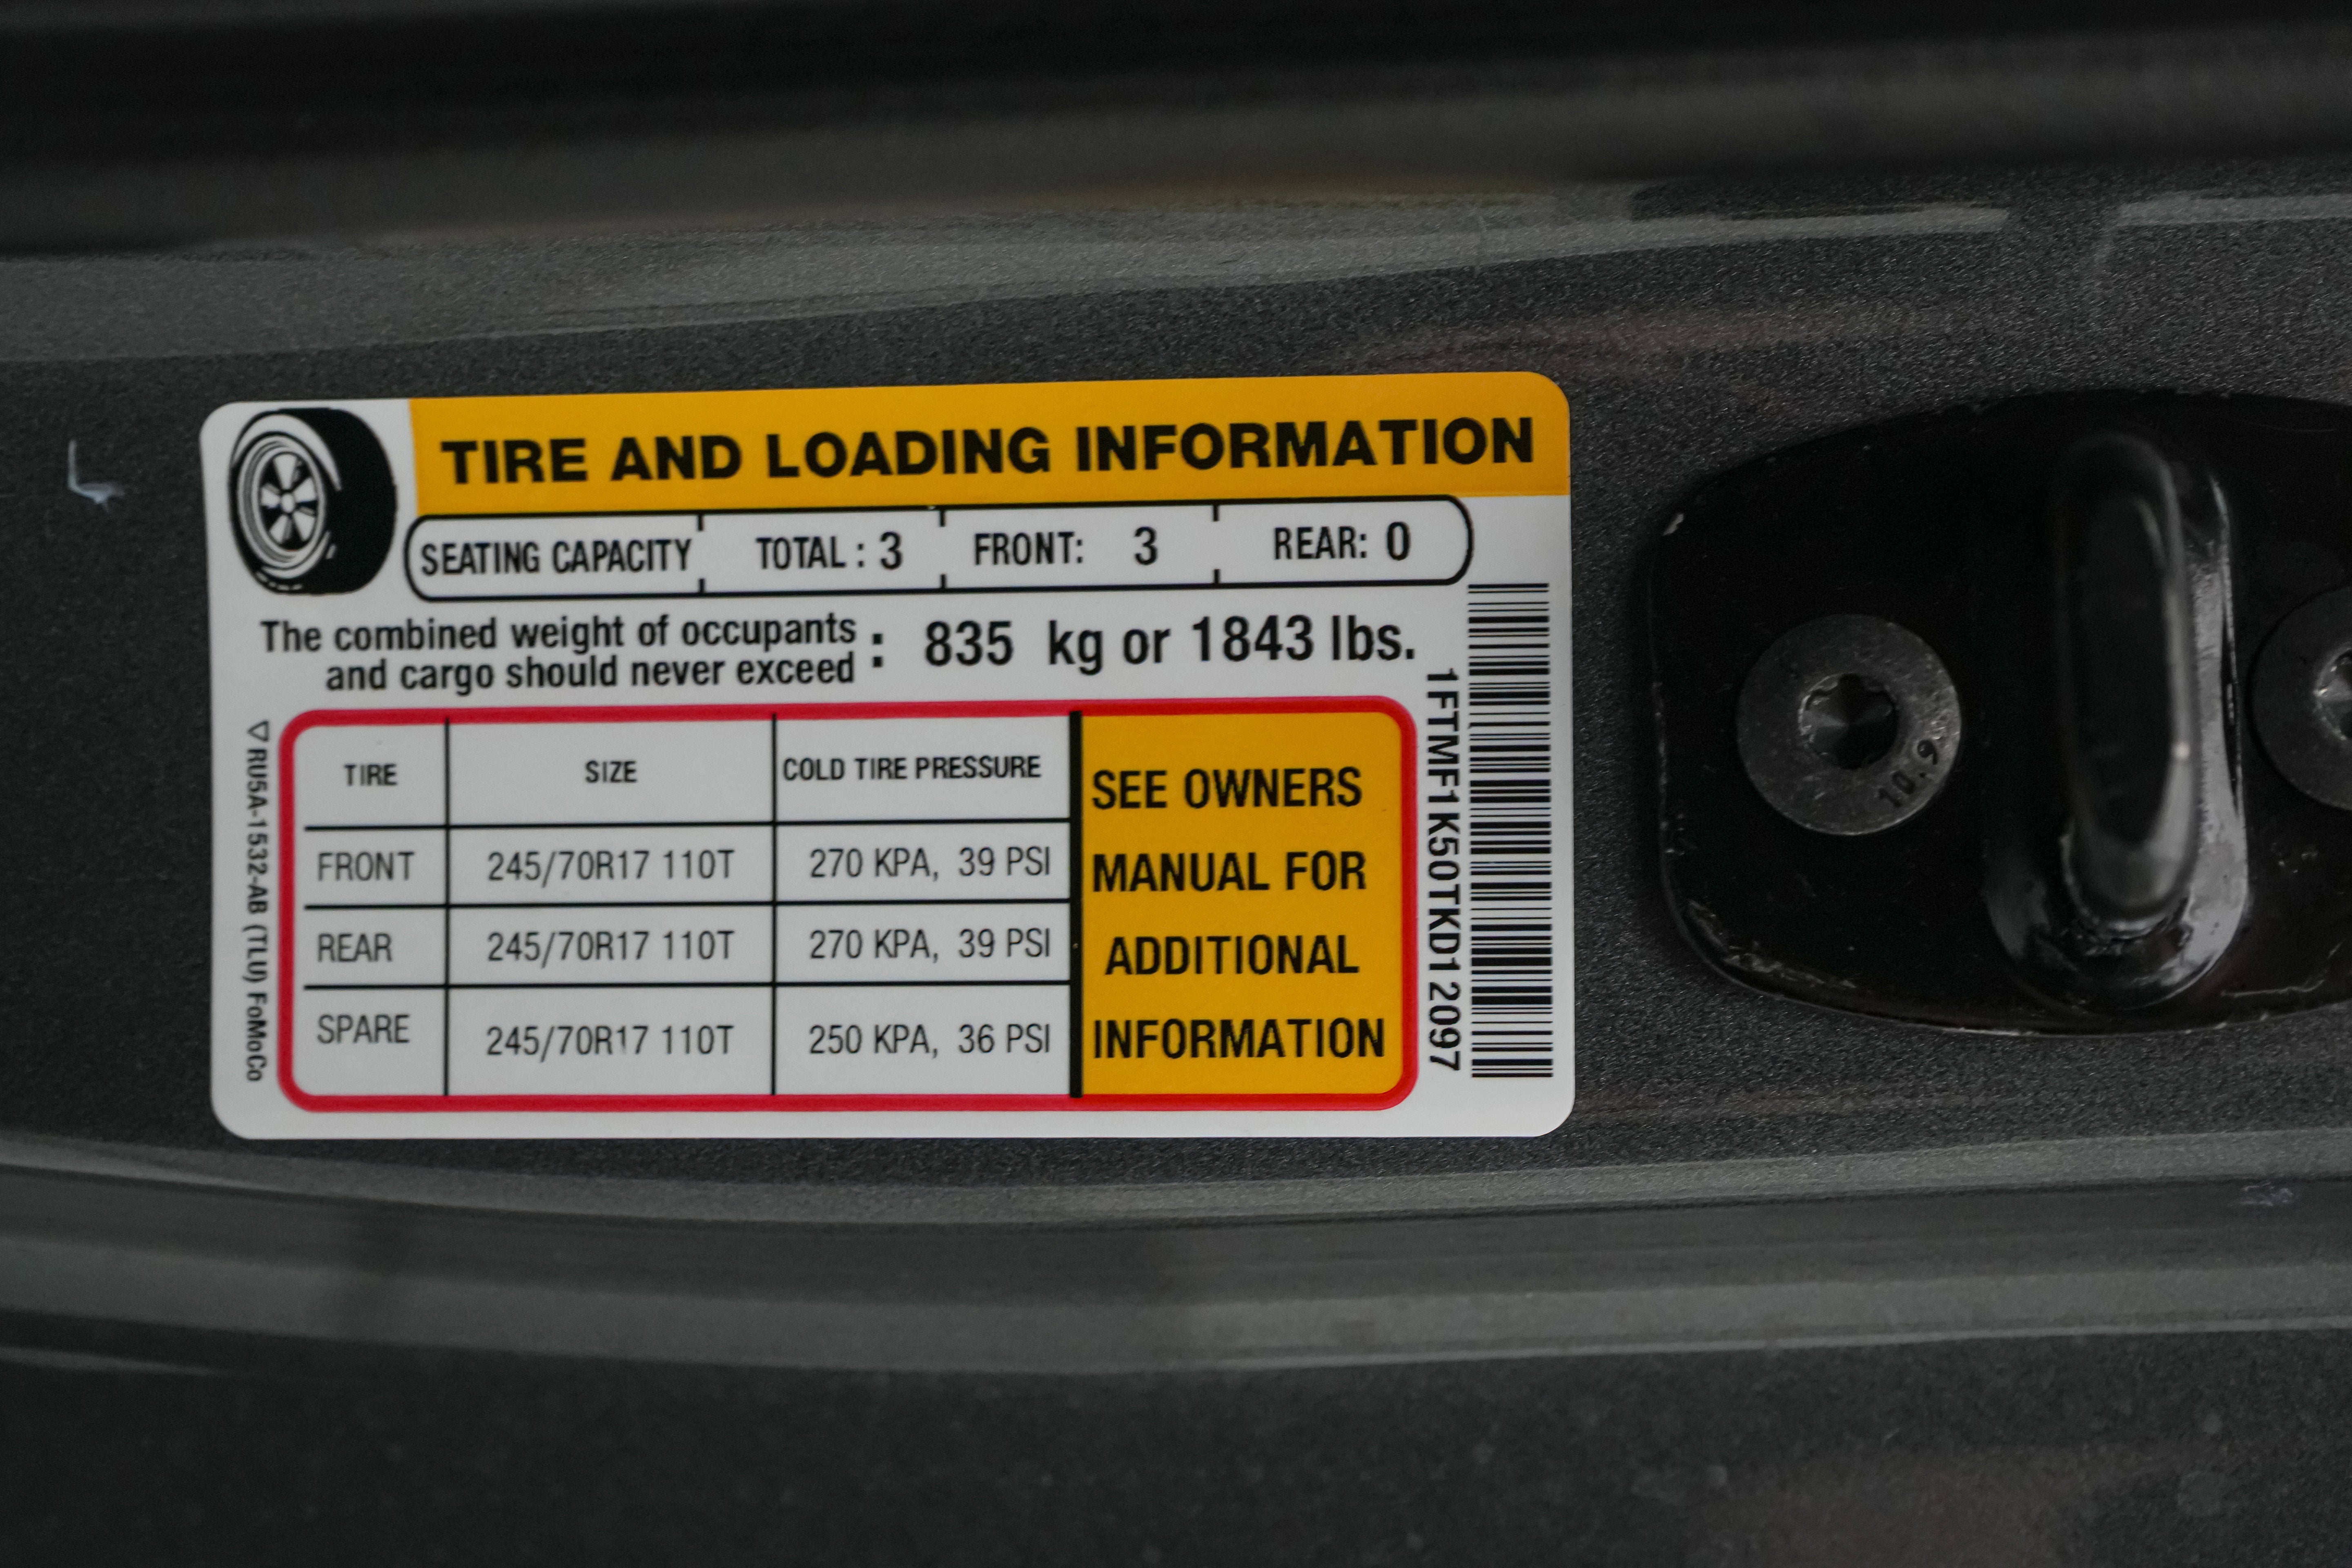 TIRE AND LOADING INFORMATION
SEATING CAPACITY TOTAL : 3 FRONT: 3 REAR: 0
The combined weight of occupants
and cargo should never exceed : 835 kg or 1843 lbs.
TIRE SIZE COLD TIRE PRESSURE
FRONT 245/70R17 110T 270 KPA, 39 PSI
REAR 245/70R17 110T 270 KPA, 39 PSI
SPARE 245/70R17 110T 250 KPA, 36 PSI
SEE OWNERS
MANUAL FOR
ADDITIONAL
INFORMATION
RU5A-1532-AB (TLU) FoMoCo
1FTMF1K50TKD12097
10.9